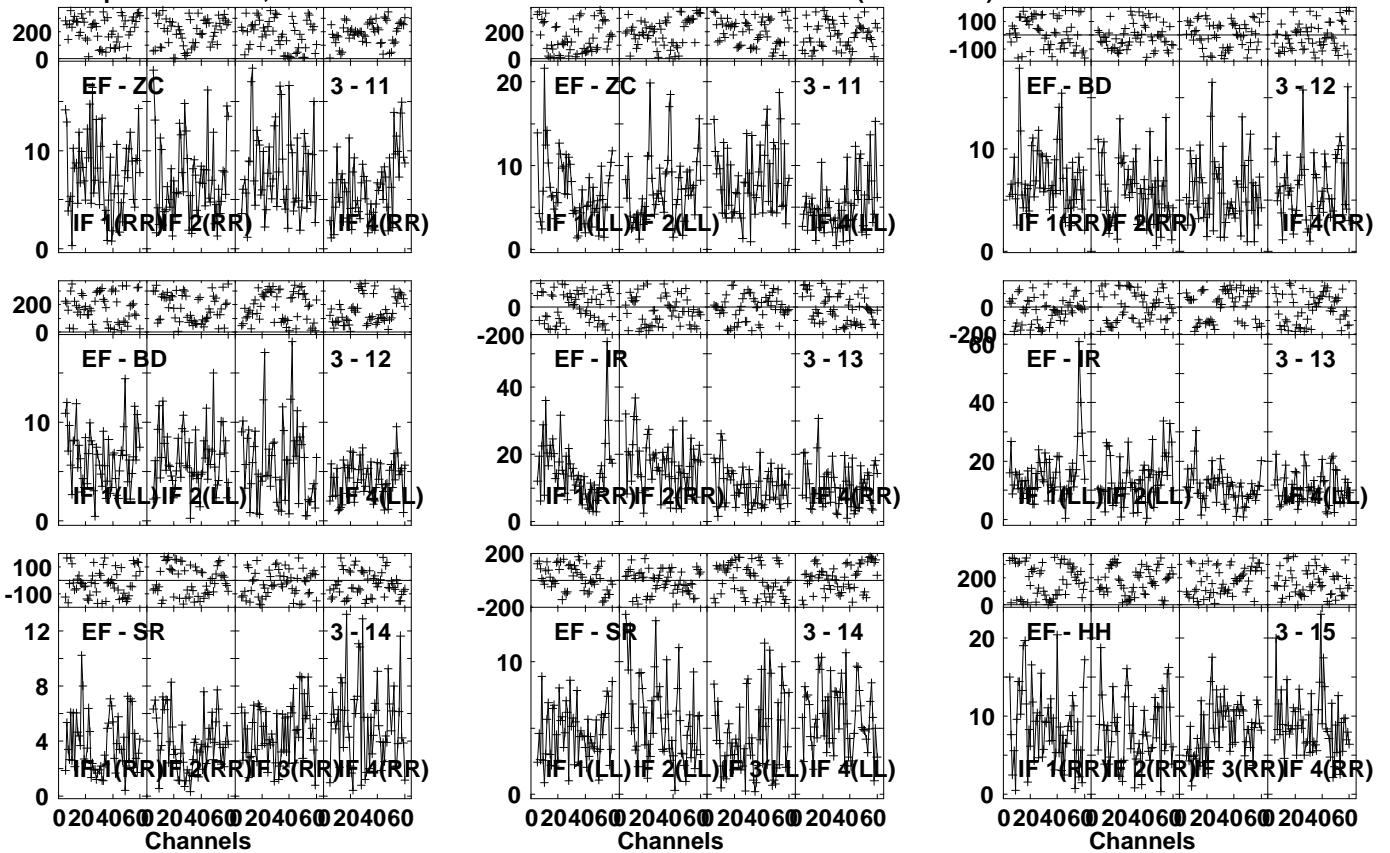 200
0
EF - ZC 3 - 11
10
IF 1(RR) IF 2(RR) IF 4(RR)
0
200
0
EF - ZC 3 - 11
20
10
IF 1(LL) IF 2(LL) IF 4(LL)
0
100
-100
EF - BD 3 - 12
10
IF 1(RR) IF 2(RR) IF 4(RR)
0
200
0
EF - BD 3 - 12
10
IF 1(LL) IF 2(LL) IF 4(LL)
0
0
-200
EF - IR 3 - 13
40
20
IF 1(RR) IF 2(RR) IF 4(RR)
0
0
-200
60
EF - IR 3 - 13
40
20
IF 1(LL) IF 2(LL) IF 4(LL)
0
100
-100
EF - SR 3 - 14
12
8
4
IF 1(RR) IF 2(RR) IF 3(RR) IF 4(RR)
0
0 20 40 60 0 20 40 60 0 20 40 60 0 20 40 60
Channels
200
0
-200
EF - SR 3 - 14
10
IF 1(LL) IF 2(LL) IF 3(LL) IF 4(LL)
0
0 20 40 60 0 20 40 60 0 20 40 60 0 20 40 60
Channels
200
0
EF - HH 3 - 15
20
10
IF 1(RR) IF 2(RR) IF 3(RR) IF 4(RR)
0
0 20 40 60 0 20 40 60 0 20 40 60 0 20 40 60
Channels